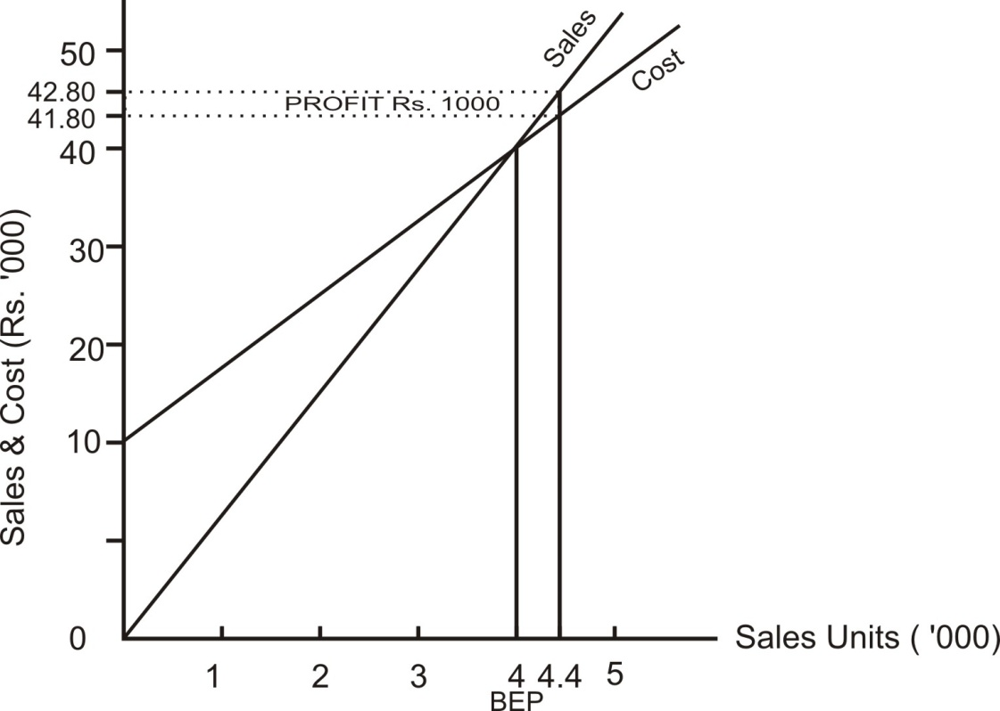 Sales
Cost
50
42.80
PROFIT Rs. 1000
41.80
40
30
20
10
0
Sales & Cost (Rs. '000)
Sales Units ( '000)
1 2 3 4 4.4 5
BEP